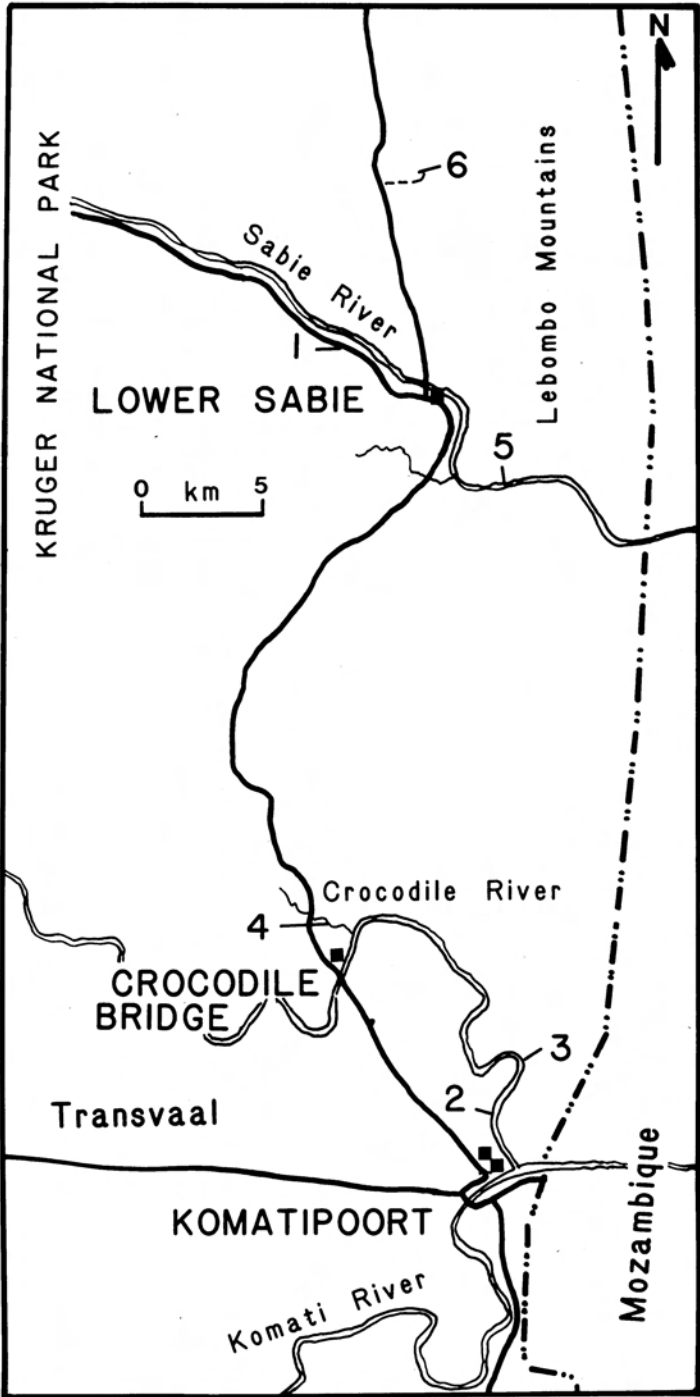 N
KRUGER NATIONAL PARK
6
Lebombo Mountains
Sabie River
1
LOWER SABIE
5
0 km 5
Crocodile River
4
CROCODILE
BRIDGE
3
2
Transvaal
KOMATIPOORT
Mozambique
Komati River